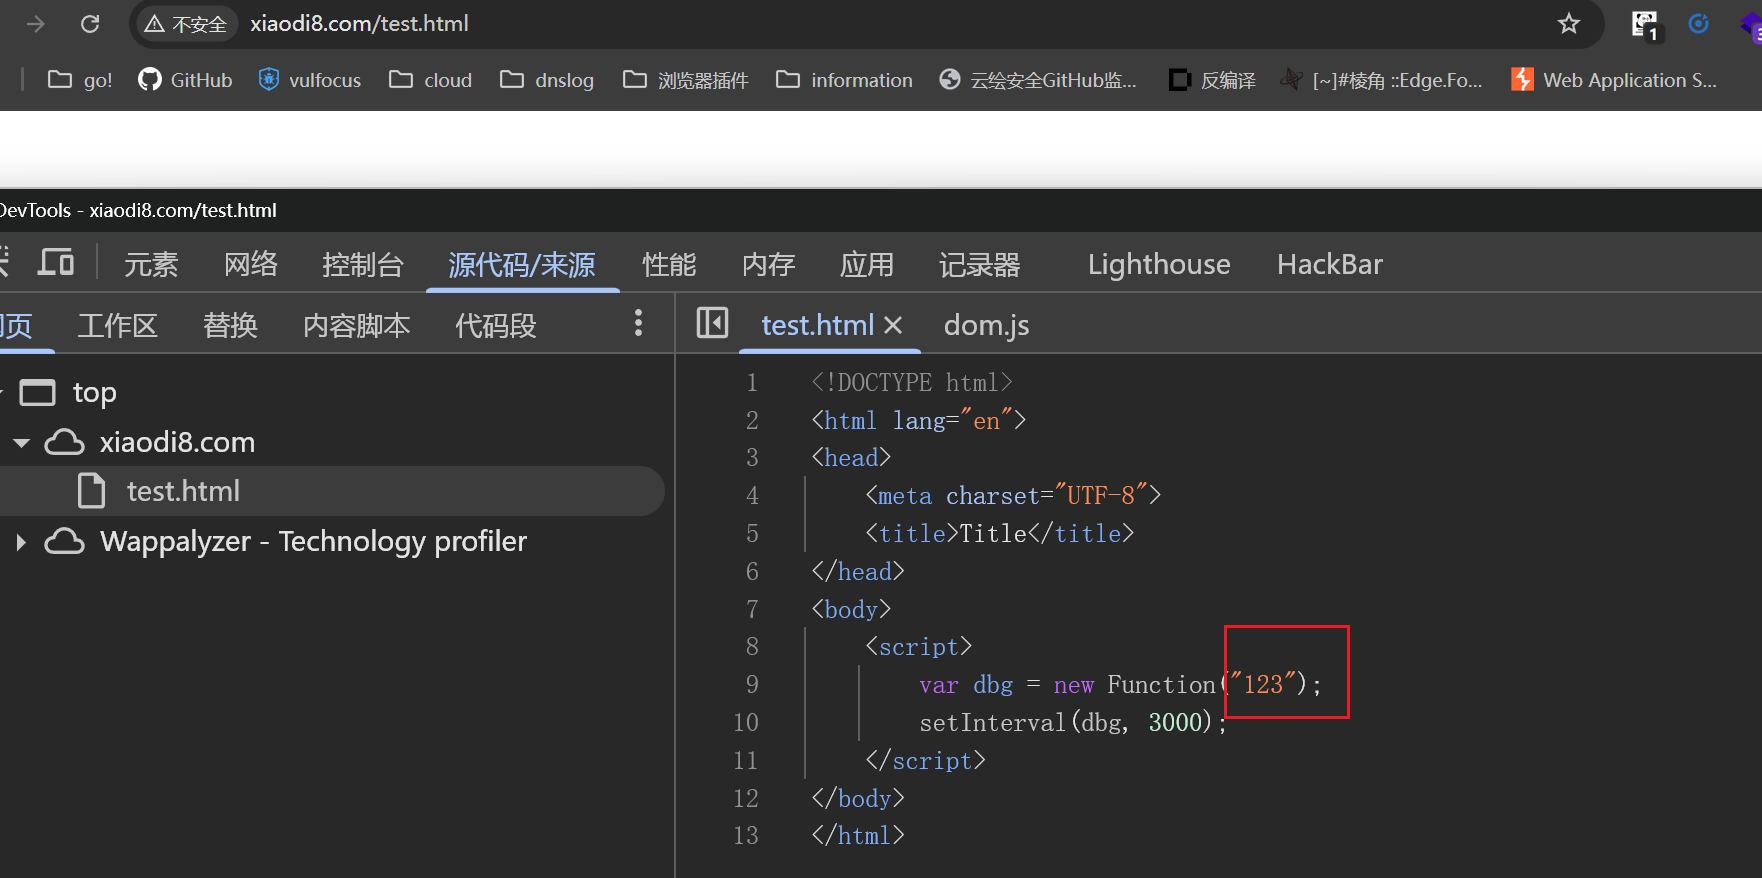 不安全 xiaodi8.com/test.html 1
go! GitHub vulfocus cloud dnslog 浏览器插件 information 云绘安全GitHub监... 反编译 [~]#棱角 ::Edge.Fo... Web Application S...
DevTools - xiaodi8.com/test.html
元素 网络 控制台 源代码/来源 性能 内存 应用 记录器 Lighthouse HackBar
网页 工作区 替换 内容脚本 代码段
test.html dom.js
top
xiaodi8.com
test.html
Wappalyzer - Technology profiler
1 <!DOCTYPE html>
2 <html lang="en">
3 <head>
4 <meta charset="UTF-8">
5 <title>Title</title>
6 </head>
7 <body>
8 <script>
9 var dbg = new Function("123");
10 setInterval(dbg, 3000);
11 </script>
12 </body>
13 </html>